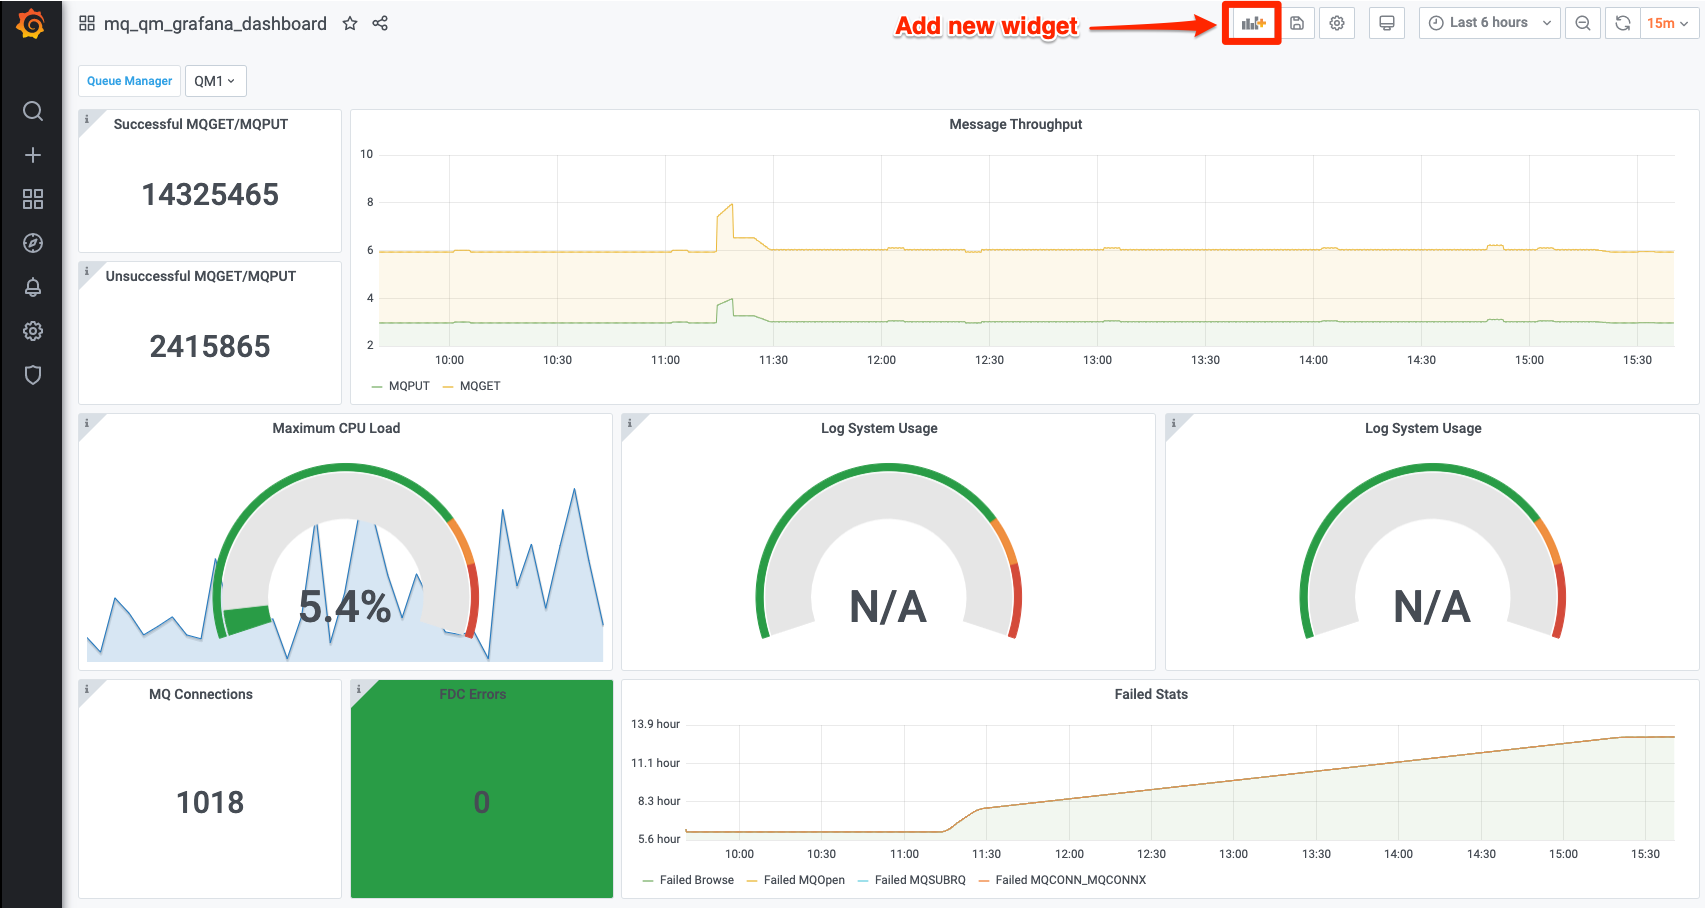 mq_qm_grafana_dashboard
Add new widget
Last 6 hours
15m
Queue Manager
QM1
i
Successful MQGET/MQPUT
14325465
i
Unsuccessful MQGET/MQPUT
2415865
Message Throughput
10
8
6
4
2
10:00 10:30 11:00 11:30 12:00 12:30 13:00 13:30 14:00 14:30 15:00 15:30
MQPUT MQGET
i
Maximum CPU Load
5.4%
i
Log System Usage
N/A
i
Log System Usage
N/A
i
MQ Connections
1018
i
FDC Errors
0
Failed Stats
13.9 hour
11.1 hour
8.3 hour
5.6 hour
10:00 10:30 11:00 11:30 12:00 12:30 13:00 13:30 14:00 14:30 15:00 15:30
Failed Browse Failed MQOpen Failed MQSUBRQ Failed MQCONN_MQCONNX